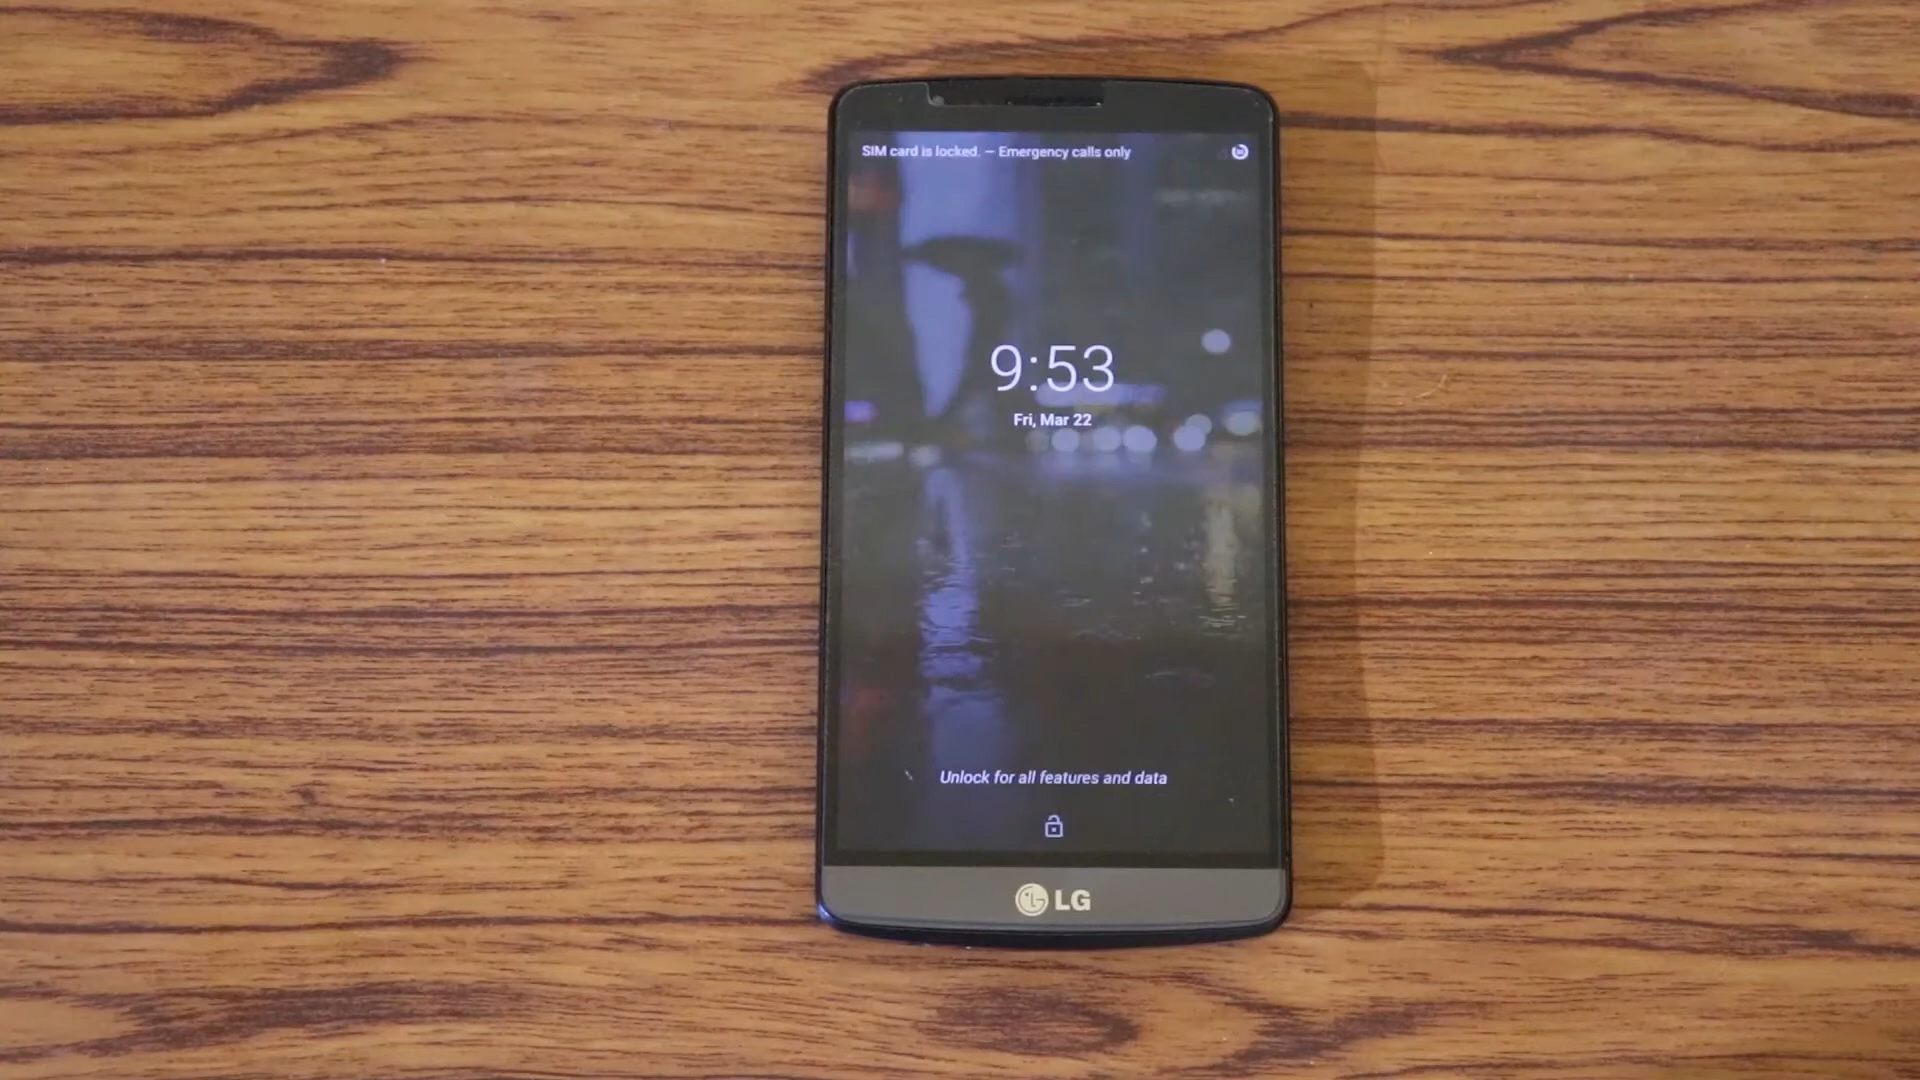 SIM card is locked. — Emergency calls only
9:53
Fri, Mar 22
Unlock for all features and data
LG